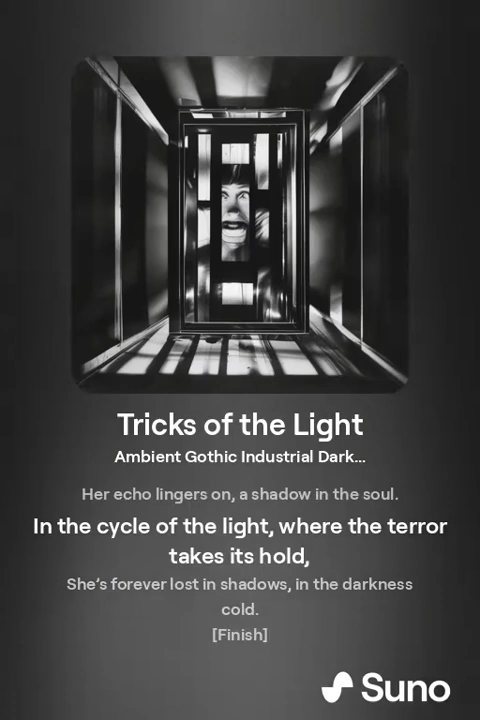 Tricks of the Light
Ambient Gothic Industrial Dark...
Her echo lingers on, a shadow in the soul.
In the cycle of the light, where the terror
takes its hold,
She’s forever lost in shadows, in the darkness
cold.
[Finish]
Suno